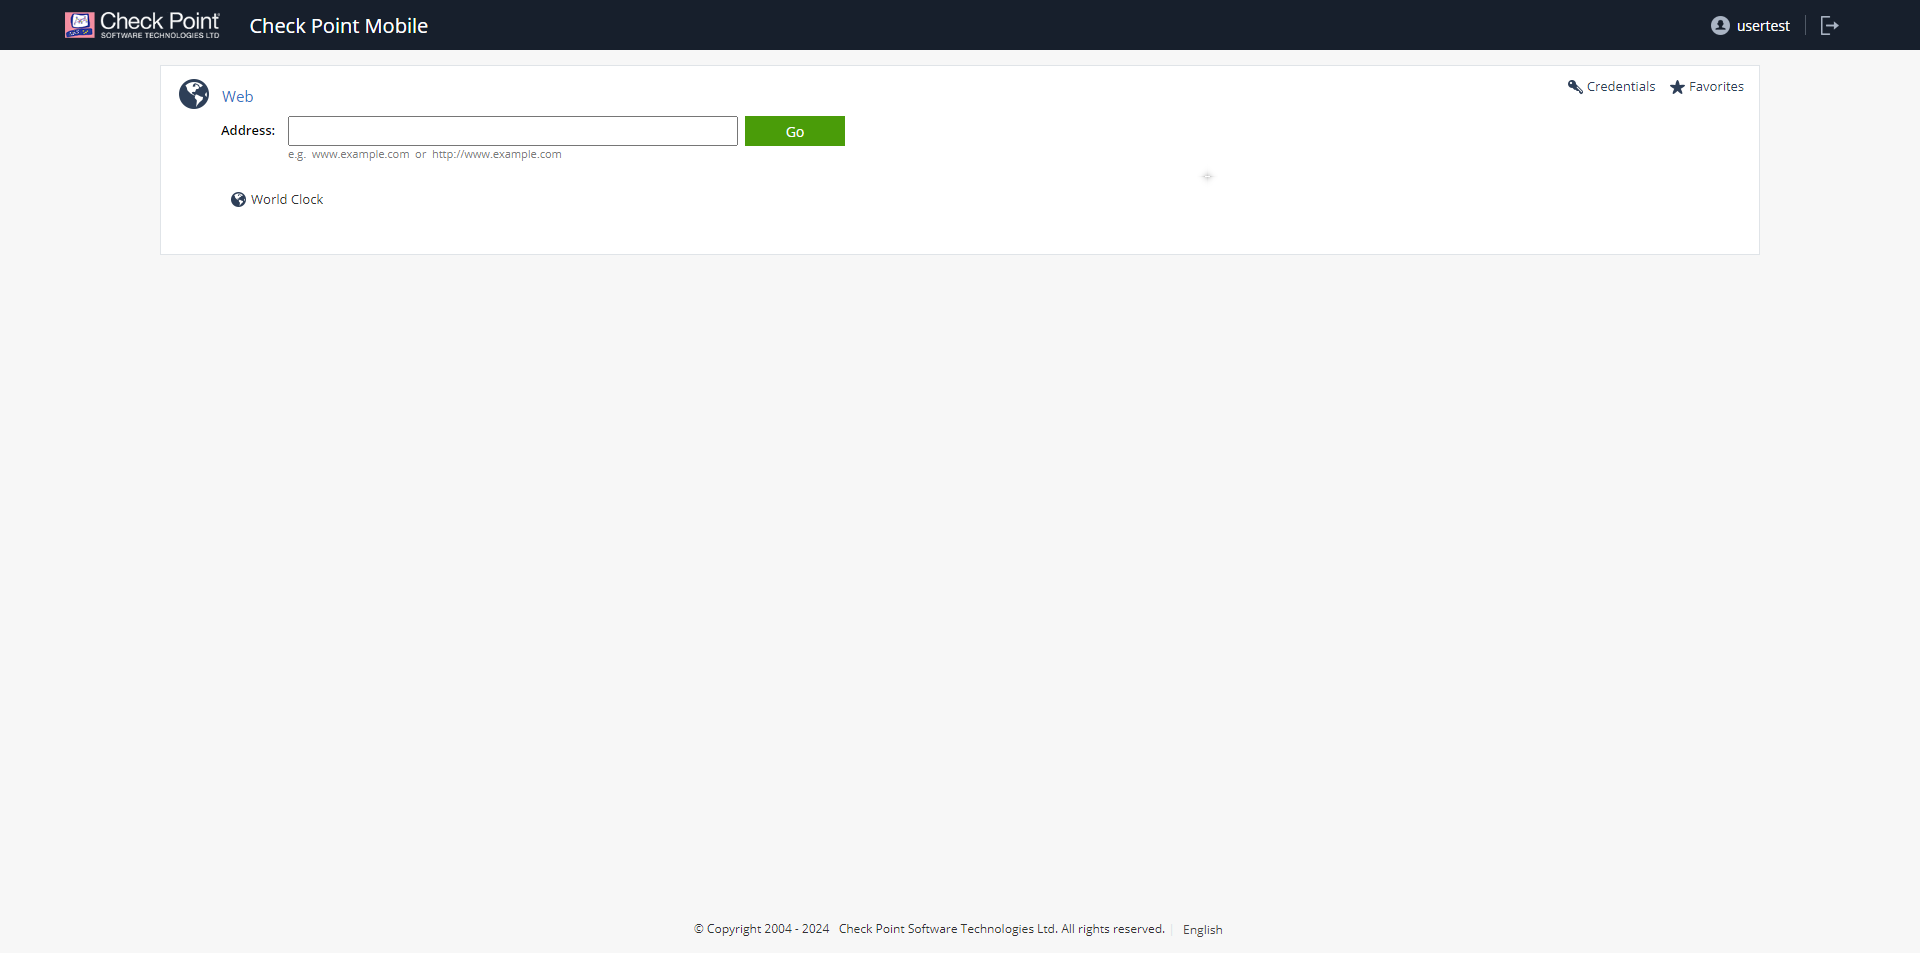 Check Point
SOFTWARE TECHNOLOGIES LTD
Check Point Mobile
usertest
Web
Credentials
Favorites
Address:
Go
e.g. www.example.com or http://www.example.com
World Clock
© Copyright 2004 - 2024 Check Point Software Technologies Ltd. All rights reserved.
English